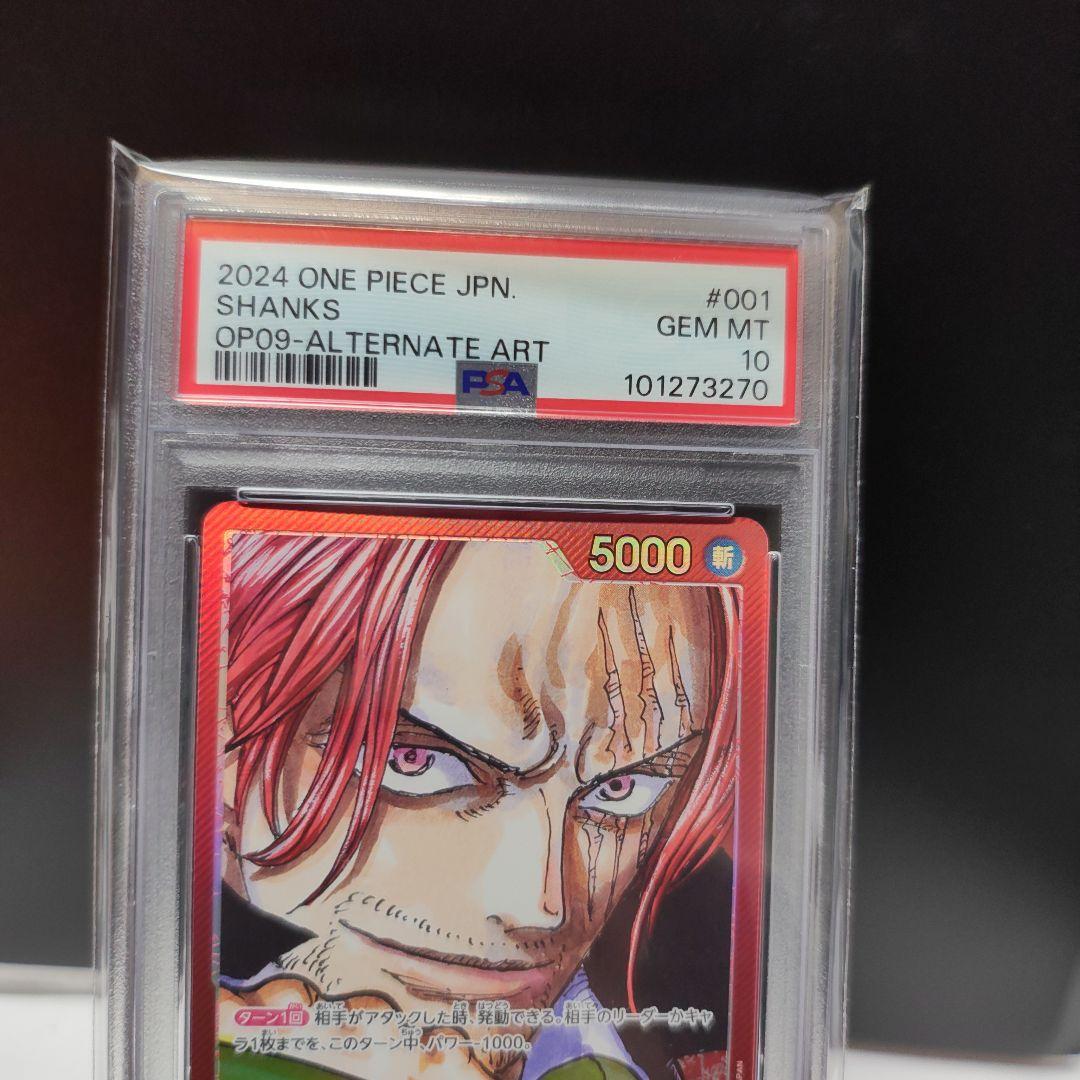 2024 ONE PIECE JPN.
#001
SHANKS
GEM MT
OP09-ALTERNATE ART
10
PSA
101273270
5000 斬
ターン1回 相手がアタックした時、発動できる。相手のリーダーかキャ
ラ1枚までを、このターン中、パワー-1000。
JAPAN